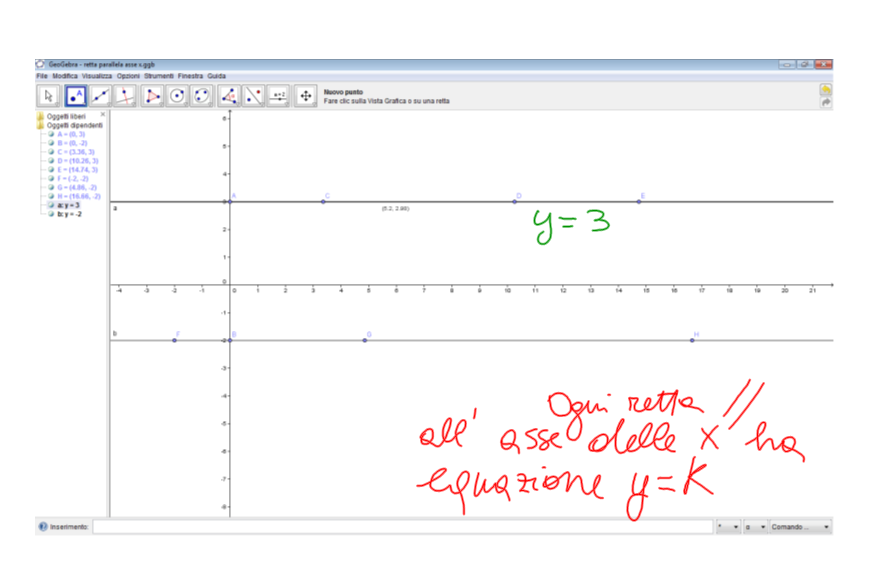 GeoGebra - retta parallela asse x.ggb
File Modifica Visualizza Opzioni Strumenti Finestra Guida
A
α
a=2
Nuovo punto
Fare clic sulla Vista Grafica o su una retta
Oggetti liberi
Oggetti dipendenti
A = (0, 3)
B = (0, -2)
C = (3.38, 3)
D = (10.28, 3)
E = (14.74, 3)
F = (-2, -2)
G = (4.86, -2)
H = (16.66, -2)
a: y = 3
b: y = -2
6
5
4
A C D E
a
(5.2, 2.86)
y = 3
2
1
0
-4 -3 -2 -1 0 1 2 3 4 5 6 7 8 9 10 11 12 13 14 15 16 17 18 19 20 21
-1
b F B G H
-2
-3
-4
-5
-6
-7
-8
Ogni retta //
all' asse delle x ha
equazione y=K
Inserimento:
Comando ...